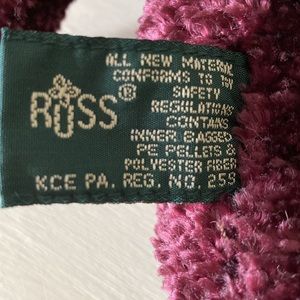 RUSS®
ALL NEW MATERIAL
CONFORMS TO TOY
SAFETY
REGULATIONS
CONTAINS
INNER BAGGED
PE PELLETS &
POLYESTER FIBER
KCE PA. REG. NO. 259